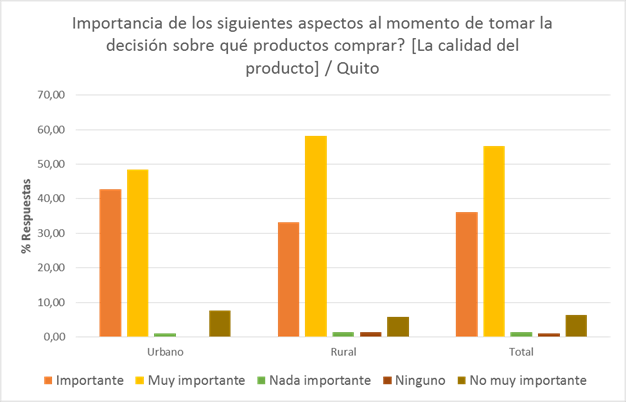 Importancia de los siguientes aspectos al momento de tomar la
decisión sobre qué productos comprar? [La calidad del
producto] / Quito
70,00
60,00
50,00
40,00
30,00
20,00
10,00
0,00
% Respuestas
Urbano
Rural
Total
Importante
Muy importante
Nada importante
Ninguno
No muy importante